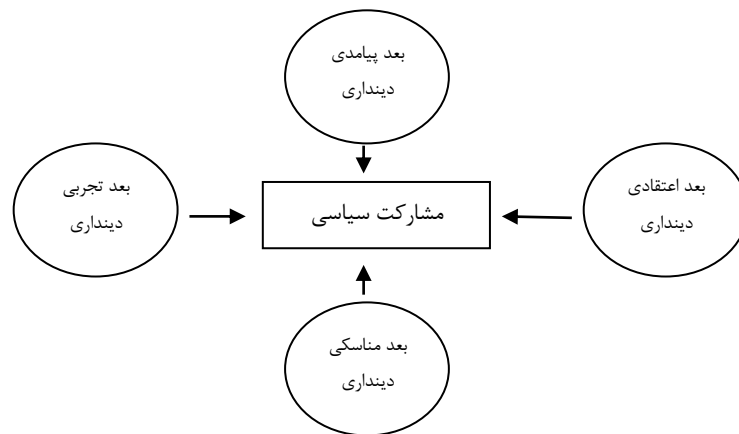 بعد پیامدی
دینداری
بعد اعتقادی
دینداری
مشارکت سیاسی
بعد تجربی
دینداری
بعد مناسکی
دینداری